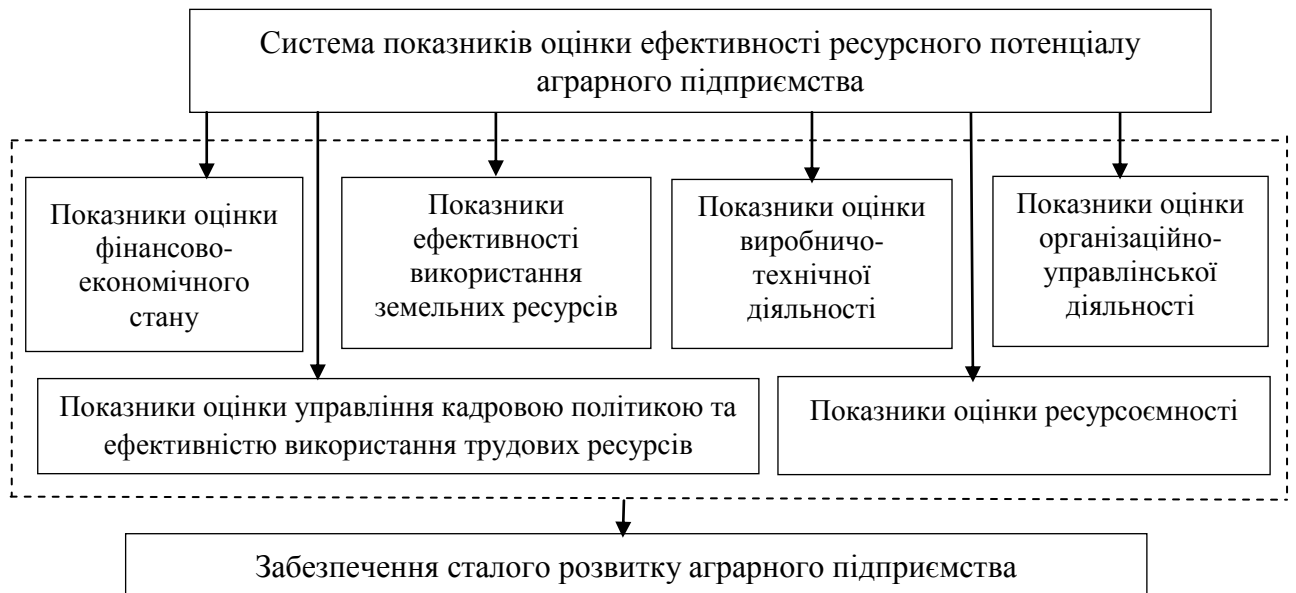 Система показників оцінки ефективності ресурсного потенціалу
аграрного підприємства
Показники оцінки
фінансово-
економічного
стану
Показники
ефективності
використання
земельних ресурсів
Показники оцінки
виробничо-
технічної
діяльності
Показники оцінки
організаційно-
управлінської
діяльності
Показники оцінки управління кадровою політикою та
ефективністю використання трудових ресурсів
Показники оцінки ресурсоємності
Забезпечення сталого розвитку аграрного підприємства